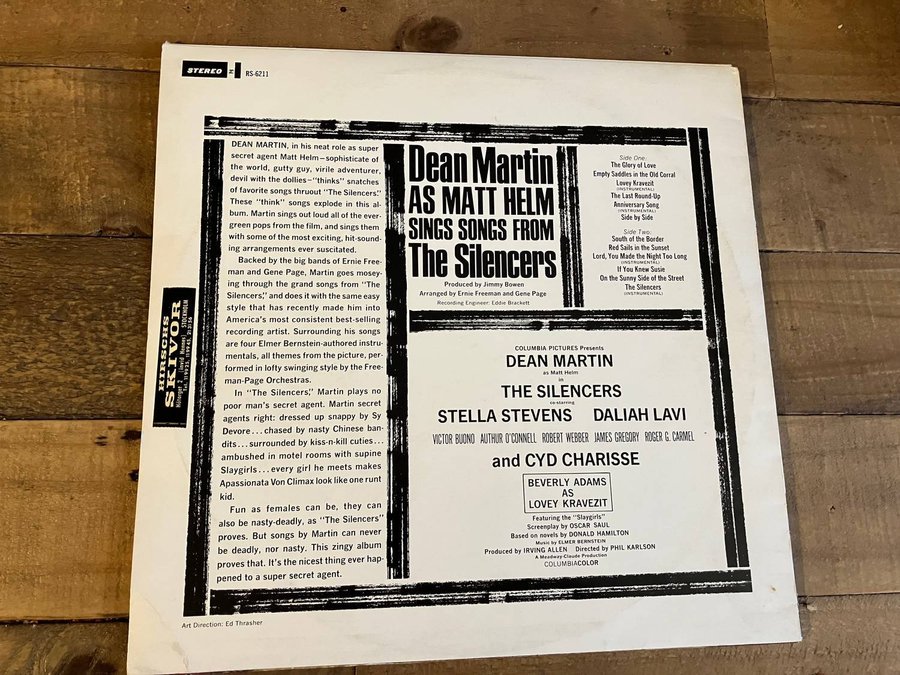 STEREO
RS-6211
DEAN MARTIN, in his neat role as super
secret agent Matt Helm—sophisticate of
the world, gutty guy, virile adventurer,
devil with the dollies—"thinks" snatches
of favorite songs thruout "The Silencers."
These "think" songs explode in this al-
bum. Martin sings out loud all of the ever-
green pops from the film, and sings them
with some of the most exciting, hit-sound-
ing arrangements ever suscitated.
Backed by the big bands of Ernie Free-
man and Gene Page, Martin goes mosey-
ing through the grand songs from "The
Silencers," and does it with the same easy
style that has recently made him into
America's most consistent best-selling
recording artist. Surrounding his songs
are four Elmer Bernstein-authored instru-
mentals, all themes from the picture, per-
formed in lofty swinging style by the Free-
man-Page Orchestras.
In "The Silencers," Martin plays no
poor man's secret agent. Martin secret
agents right: dressed up snappy by Sy
Devore...chased by nasty Chinese ban-
dits...surrounded by kiss-n-kill cuties...
ambushed in motel rooms with supine
Slaygirls...every girl he meets makes
Apassionata Von Climax look like one runt
kid.
Fun as females can be, they can
also be nasty-deadly, as "The Silencers"
proves. But songs by Martin can never
be deadly, nor nasty. This zingy album
proves that. It's the nicest thing ever hap-
pened to a super secret agent.
Dean Martin
AS MATT HELM
SINGS SONGS FROM
The Silencers
Produced by Jimmy Bowen
Arranged by Ernie Freeman and Gene Page
Recording Engineer: Eddie Brackett
Side One:
The Glory of Love
Empty Saddles in the Old Corral
Lovey Kravezit
(INSTRUMENTAL)
The Last Round-Up
Anniversary Song
(INSTRUMENTAL)
Side by Side
Side Two:
South of the Border
Red Sails in the Sunset
Lord, You Made the Night Too Long
(INSTRUMENTAL)
If You Knew Susie
On the Sunny Side of the Street
The Silencers
(INSTRUMENTAL)
COLUMBIA PICTURES Presents
DEAN MARTIN
as Matt Helm
in
THE SILENCERS
co-starring
STELLA STEVENS DALIAH LAVI
VICTOR BUONO AUTHUR O'CONNELL ROBERT WEBBER JAMES GREGORY ROGER G. CARMEL
and CYD CHARISSE
BEVERLY ADAMS
AS
LOVEY KRAVEZIT
Featuring the "Slaygirls"
Screenplay by OSCAR SAUL
Based on novels by DONALD HAMILTON
Music by ELMER BERNSTEIN
Produced by IRVING ALLEN Directed by PHIL KARLSON
A Meadway-Claude Production
COLUMBIACOLOR
HIRSCHS
SKIVOR
STOCKHOLM
Art Direction: Ed Thrasher